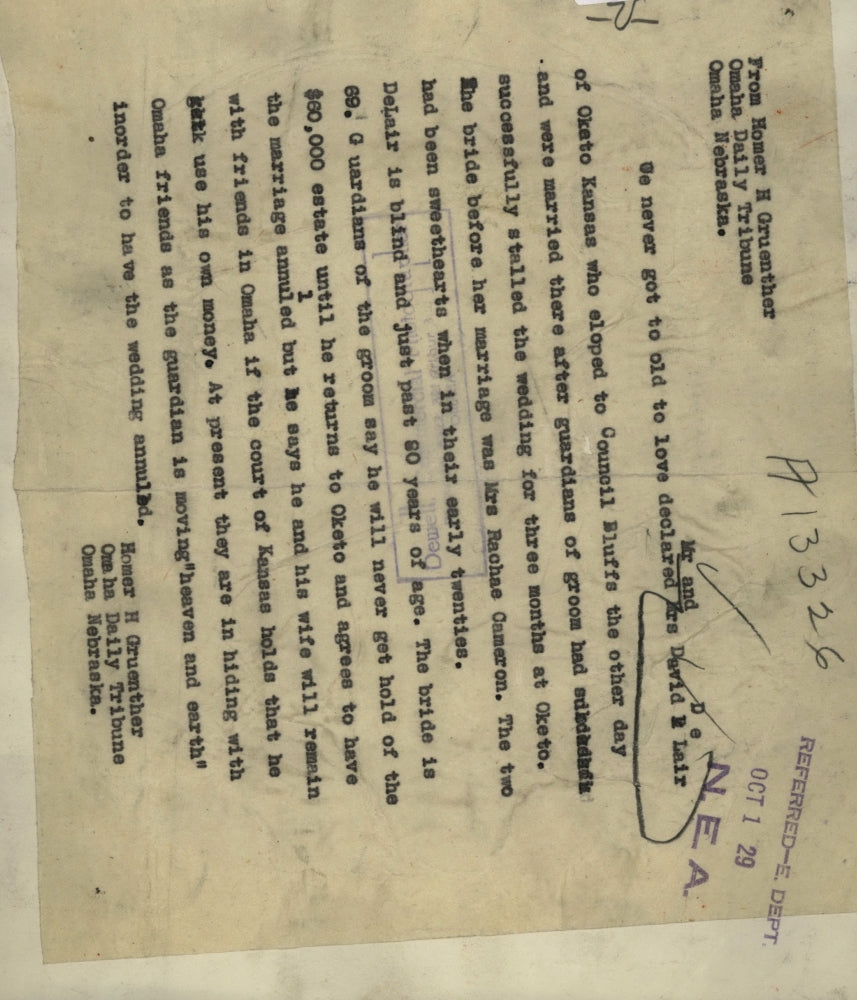 A13326
REFERRED-E. DEPT.
OCT 1 29
N.E.A.
From Homer H Gruenther
Omaha Daily Tribune
Omaha Nebraska.
Mr and De
We never got to old to love declared Mrs David R Lair
of Oketo Kansas who eloped to Council Bluffs the other day
and were married there after guardians of groom had
successfully stalled the wedding for three months at Oketo.
The bride before her marriage was Mrs Rachae Cameron. The two
had been sweethearts when in their early twenties.
DeLair is blind and just past 90 years of age. The bride is
69. G uardians of the groom say he will never get hold of the
$60,000 estate until he returns to Oketo and agrees to have
l
the marriage annuled but he says he and his wife will remain
with friends in Omaha if the court of Kansas holds that he
use his own money. At present they are in hiding with
Omaha friends as the guardian is moving"heaven and earth"
inorder to have the wedding annuled.
Homer H Gruenther
Oma ha Daily Tribune
Omaha Nebraska.